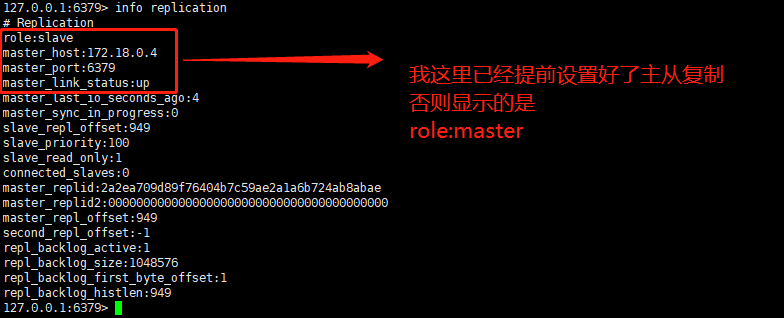 127.0.0.1:6379> info replication
# Replication
role:slave
master_host:172.18.0.4
master_port:6379
master_link_status:up
master_last_io_seconds_ago:4
master_sync_in_progress:0
slave_repl_offset:949
slave_priority:100
slave_read_only:1
connected_slaves:0
master_replid:2a2ea709d89f76404b7c59ae2a1a6b724ab8abae
master_replid2:0000000000000000000000000000000000000000
master_repl_offset:949
second_repl_offset:-1
repl_backlog_active:1
repl_backlog_size:1048576
repl_backlog_first_byte_offset:1
repl_backlog_histlen:949
127.0.0.1:6379>
我这里已经提前设置好了主从复制
否则显示的是
role:master